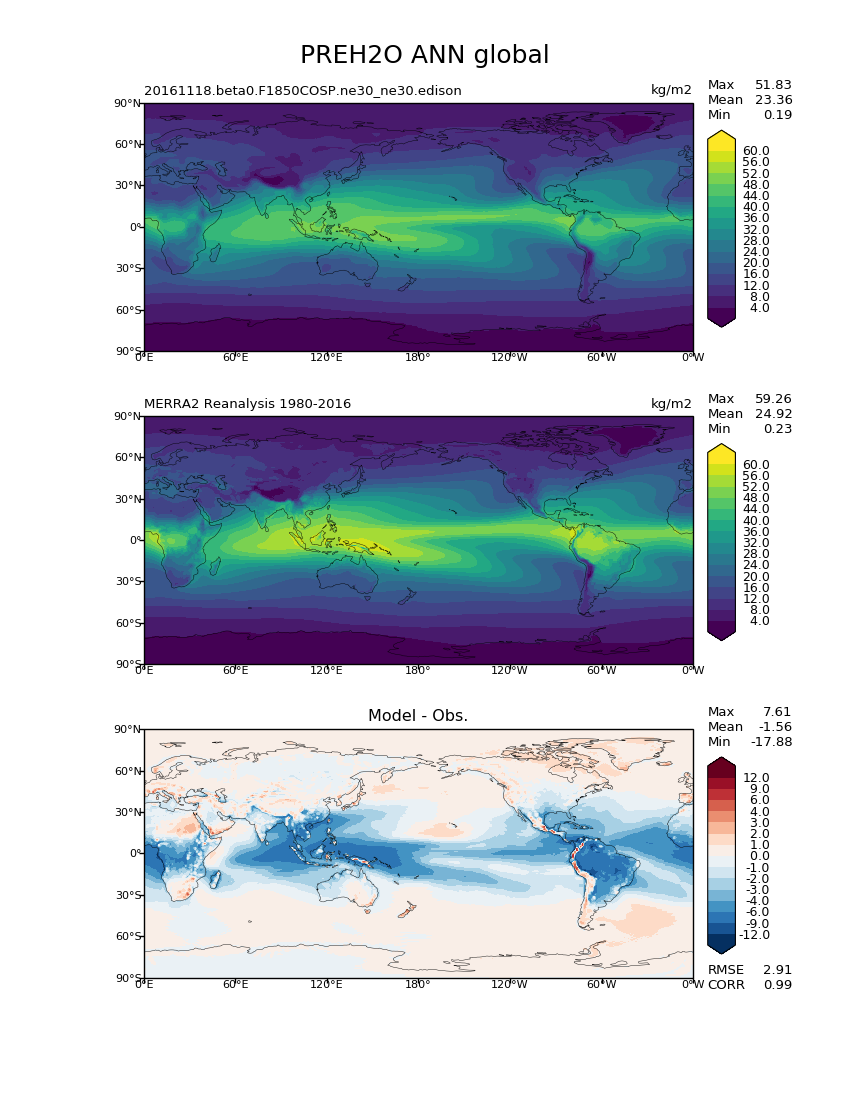 PREH2O ANN global
20161118.beta0.F1850COSP.ne30_ne30.edison
kg/m2
Max 51.83
Mean 23.36
Min 0.19
90°N
60°N
30°N
0°
30°S
60°S
90°S
0°E 60°E 120°E 180° 120°W 60°W 0°W
60.0
56.0
52.0
48.0
44.0
40.0
36.0
32.0
28.0
24.0
20.0
16.0
12.0
8.0
4.0
MERRA2 Reanalysis 1980-2016
kg/m2
Max 59.26
Mean 24.92
Min 0.23
90°N
60°N
30°N
0°
30°S
60°S
90°S
0°E 60°E 120°E 180° 120°W 60°W 0°W
60.0
56.0
52.0
48.0
44.0
40.0
36.0
32.0
28.0
24.0
20.0
16.0
12.0
8.0
4.0
Model - Obs.
Max 7.61
Mean -1.56
Min -17.88
90°N
60°N
30°N
0°
30°S
60°S
90°S
0°E 60°E 120°E 180° 120°W 60°W 0°W
12.0
9.0
6.0
4.0
3.0
2.0
1.0
0.0
-1.0
-2.0
-3.0
-4.0
-6.0
-9.0
-12.0
RMSE 2.91
CORR 0.99